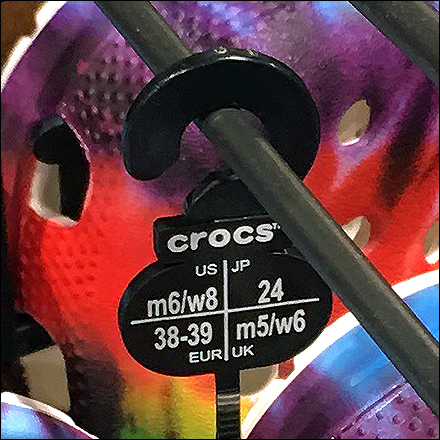 crocs™
US JP
m6/w8 24
38-39 m5/w6
EUR UK